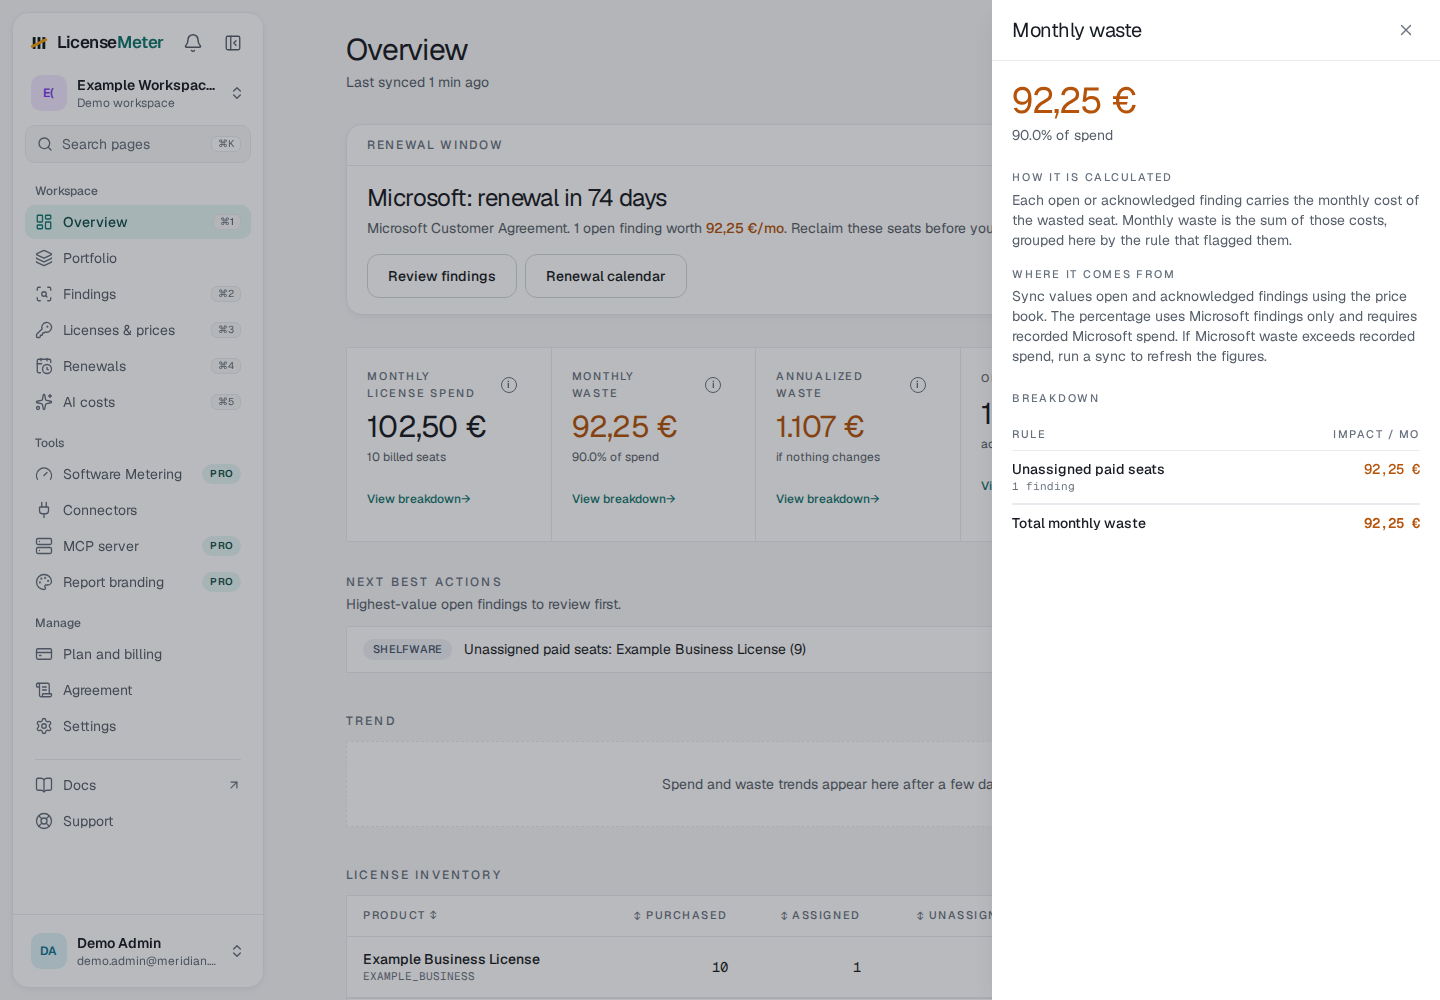 LicenseMeter
E(
Example Workspac...
Demo workspace
Search pages
⌘K
Workspace
Overview
⌘1
Portfolio
Findings
⌘2
Licenses & prices
⌘3
Renewals
⌘4
AI costs
⌘5
Tools
Software Metering
PRO
Connectors
MCP server
PRO
Report branding
PRO
Manage
Plan and billing
Agreement
Settings
Docs
Support
DA
Demo Admin
demo.admin@meridian....
Overview
Last synced 1 min ago
RENEWAL WINDOW
Microsoft: renewal in 74 days
Microsoft Customer Agreement. 1 open finding worth 92,25 €/mo. Reclaim these seats before you
Review findings
Renewal calendar
MONTHLY
LICENSE SPEND
102,50 €
10 billed seats
View breakdown→
MONTHLY
WASTE
92,25 €
90.0% of spend
View breakdown→
ANNUALIZED
WASTE
1.107 €
if nothing changes
View breakdown→
NEXT BEST ACTIONS
Highest-value open findings to review first.
SHELFWARE
Unassigned paid seats: Example Business License (9)
TREND
Spend and waste trends appear here after a few
LICENSE INVENTORY
PRODUCT
PURCHASED
ASSIGNED
Example Business License
EXAMPLE_BUSINESS
10
1
Monthly waste
92,25 €
90.0% of spend
HOW IT IS CALCULATED
Each open or acknowledged finding carries the monthly cost of
the wasted seat. Monthly waste is the sum of those costs,
grouped here by the rule that flagged them.
WHERE IT COMES FROM
Sync values open and acknowledged findings using the price
book. The percentage uses Microsoft findings only and requires
recorded Microsoft spend. If Microsoft waste exceeds recorded
spend, run a sync to refresh the figures.
BREAKDOWN
RULE
IMPACT / MO
Unassigned paid seats
92,25 €
1 finding
Total monthly waste
92,25 €